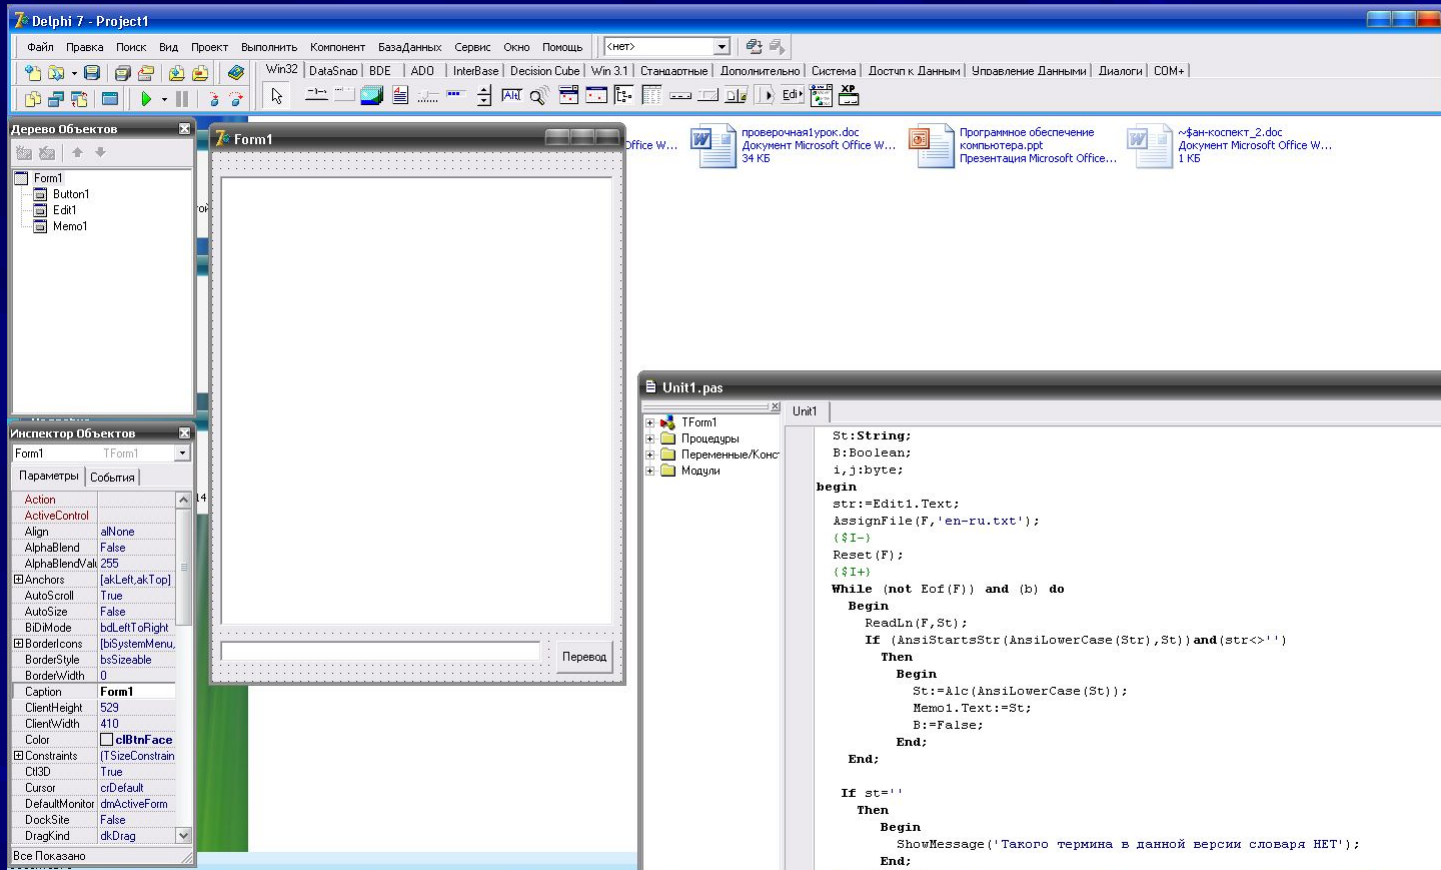 Delphi 7 - Project1
Файл Правка Поиск Вид Проект Выполнить Компонент БазаДанных Сервис Окно Помощь <нет>
Win32 DataSnap BDE ADO InterBase Decision Cube Win 3.1 Стандартные Дополнительно Система Доступ к Данным Управление Данными Диалоги COM+
Дерево Объектов
Form1
Button1
Edit1
Memo1
Form1
Перевод
Office W...
проверочная1урок.doc
Документ Microsoft Office W...
34 КБ
Программное обеспечение
компьютера.ppt
Презентация Microsoft Office...
~$ан-коспект_2.doc
Документ Microsoft Office W...
1 КБ
Инспектор Объектов
Form1 TForm1
Параметры События
Action
ActiveControl
Align alNone
AlphaBlend False
AlphaBlendValu 255
Anchors [akLeft,akTop]
AutoScroll True
AutoSize False
BiDiMode bdLeftToRight
BorderIcons [biSystemMenu,
BorderStyle bsSizeable
BorderWidth 0
Caption Form1
ClientHeight 529
ClientWidth 410
Color clBtnFace
Constraints (TSizeConstrain
Ctl3D True
Cursor crDefault
DefaultMonitor dmActiveForm
DockSite False
DragKind dkDrag
Все Показано
Unit1.pas
TForm1
Процедуры
Переменные/Конс
Модули
Unit1
St:String;
B:Boolean;
i,j:byte;
begin
str:=Edit1.Text;
AssignFile(F,'en-ru.txt');
{$I-}
Reset(F);
{$I+}
While (not Eof(F)) and (b) do
Begin
ReadLn(F,St);
If (AnsiStartsStr(AnsiLowerCase(Str),St))and(str<>'')
Then
Begin
St:=Alc(AnsiLowerCase(St));
Memo1.Text:=St;
B:=False;
End;
End;
If st=''
Then
Begin
ShowMessage('Такого термина в данной версии словаря НЕТ');
End;